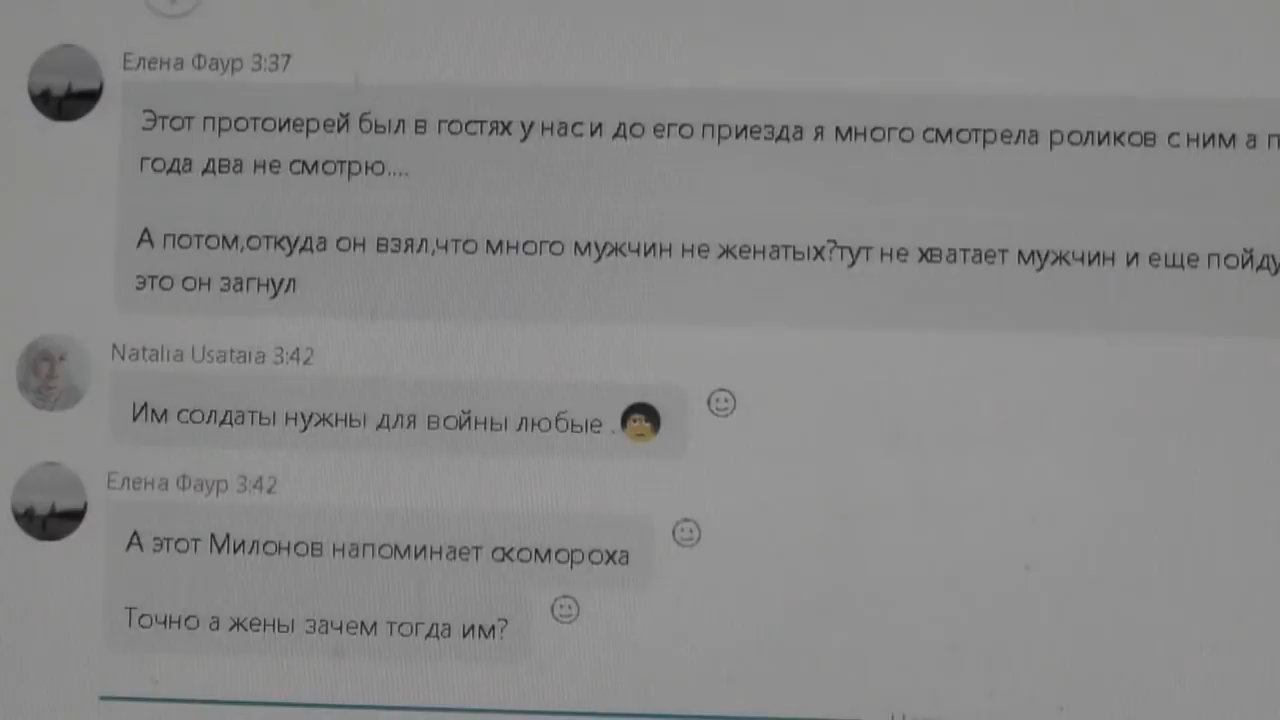 Елена Фаур 3:37
Этот протоиерей был в гостях у нас и до его приезда я много смотрела роликов с ним а п
года два не смотрю....
А потом,откуда он взял,что много мужчин не женатых?тут не хватает мужчин и еще пойду
это он загнул
Natalia Usataia 3:42
Им солдаты нужны для войны любые .
Елена Фаур 3:42
А этот Милонов напоминает скомороха
Точно а жены зачем тогда им?